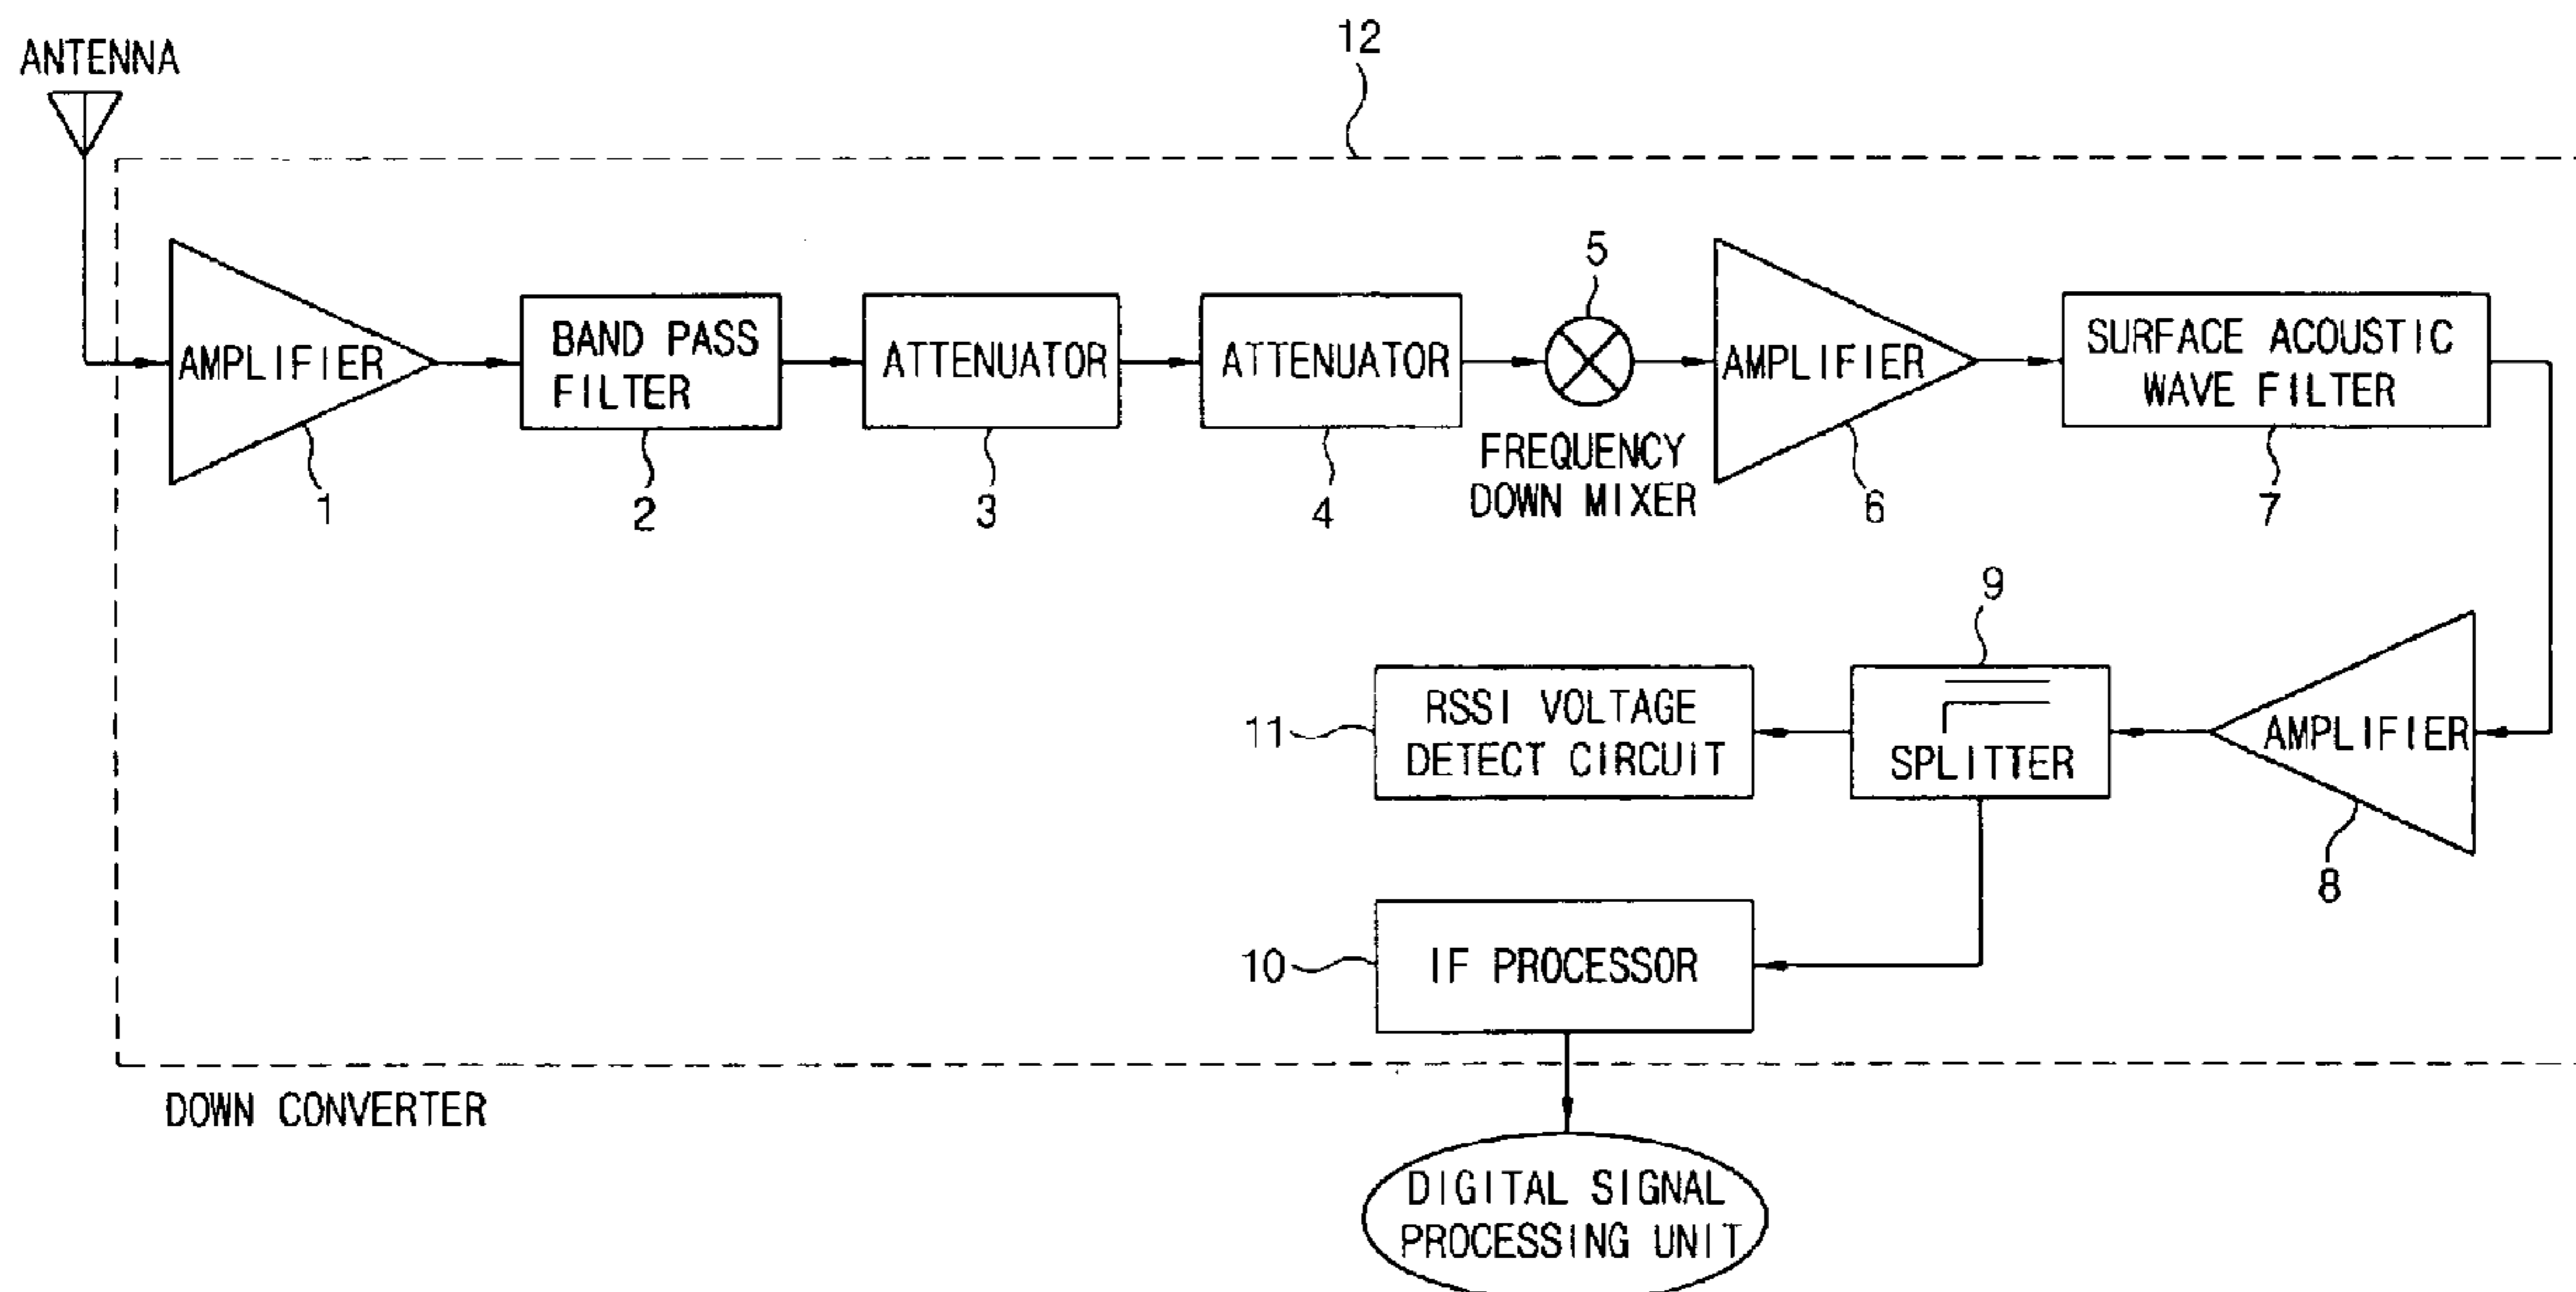 12
ANTENNA
5
AMPLIFIER
BAND PASS
FILTER
ATTENUATOR
ATTENUATOR
AMPLIFIER
SURFACE ACOUSTIC
WAVE FILTER
FREQUENCY
DOWN MIXER
1
2
3
4
6
7
9
11
RSSI VOLTAGE
DETECT CIRCUIT
SPLITTER
AMPLIFIER
8
10
IF PROCESSOR
DOWN CONVERTER
DIGITAL SIGNAL
PROCESSING UNIT